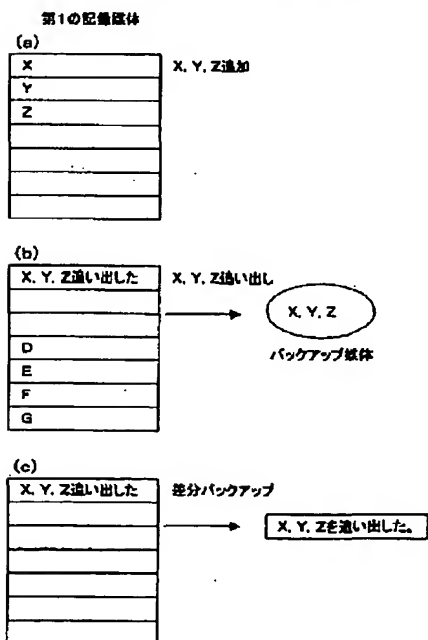 第1の記録媒体
(a)
X
X, Y, Z追加
Y
Z
(b)
X, Y, Z追い出した
X, Y, Z追い出し
X, Y, Z
D
バックアップ媒体
E
F
G
(c)
X, Y, Z追い出した
差分バックアップ
X, Y, Zを追い出した。